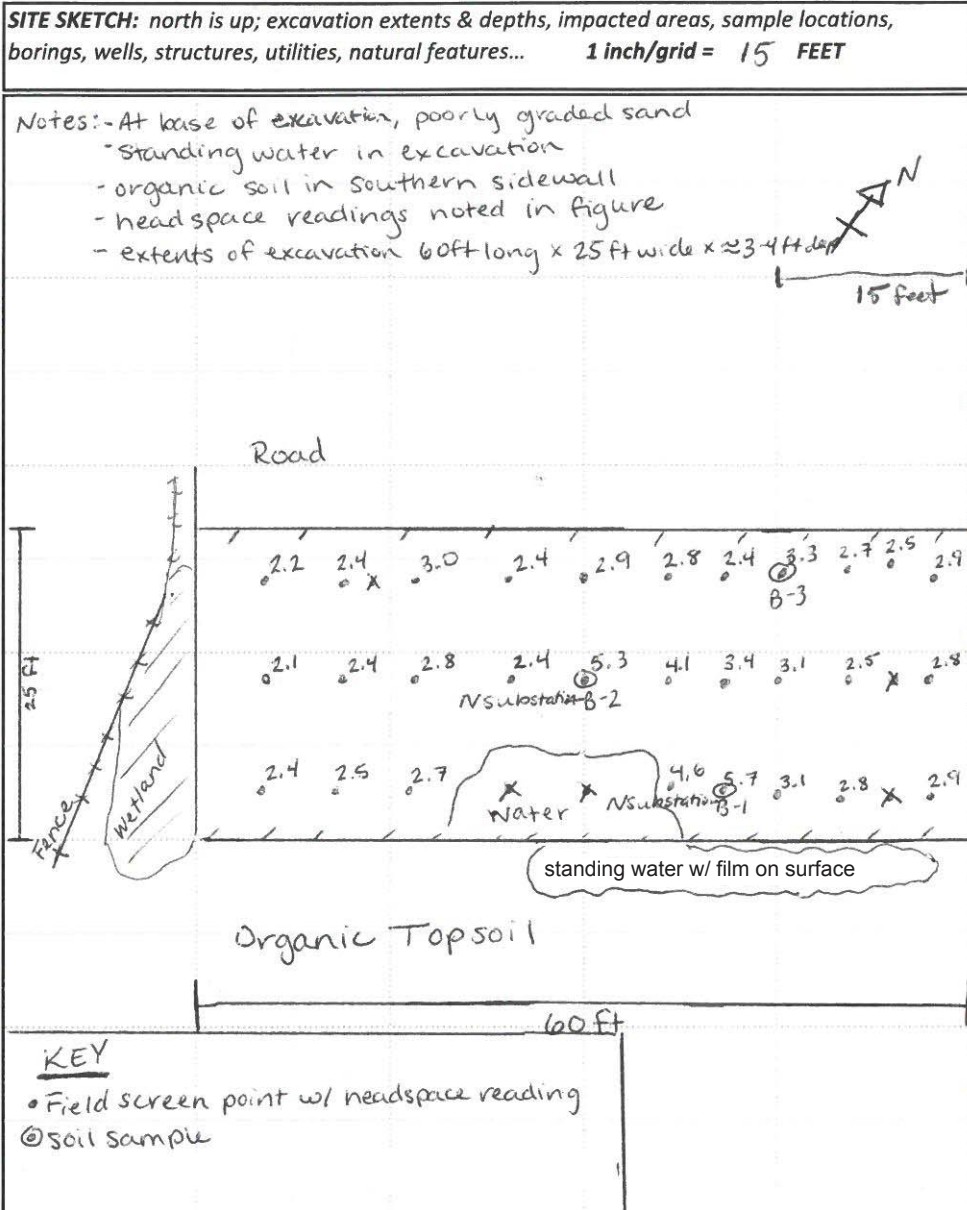 SITE SKETCH: north is up; excavation extents & depths, impacted areas, sample locations,
borings, wells, structures, utilities, natural features... 1 inch/grid = 15 FEET
Notes:- At base of excavation, poorly graded sand
- Standing water in excavation
- organic soil in southern sidewall
- headspace readings noted in figure
- extents of excavation 60ft long x 25 ft wide x ≈3-4 ft dep
N
15 feet
Road
2.2 2.4 x 3.0 2.4 2.9 2.8 2.4 3.3 2.7 2.5 2.9
B-3
25 ft
2.1 2.4 2.8 2.4 5.3 4.1 3.4 3.1 2.5 x 2.8
Nsubstation-B-2
Fence
Wetland
2.4 2.5 2.7 x x 4.6 5.7 3.1 2.8 x 2.9
Water Nsubstation-B-1
standing water w/ film on surface
Organic Topsoil
60 ft
KEY
• Field screen point w/ headspace reading
◎ soil sample